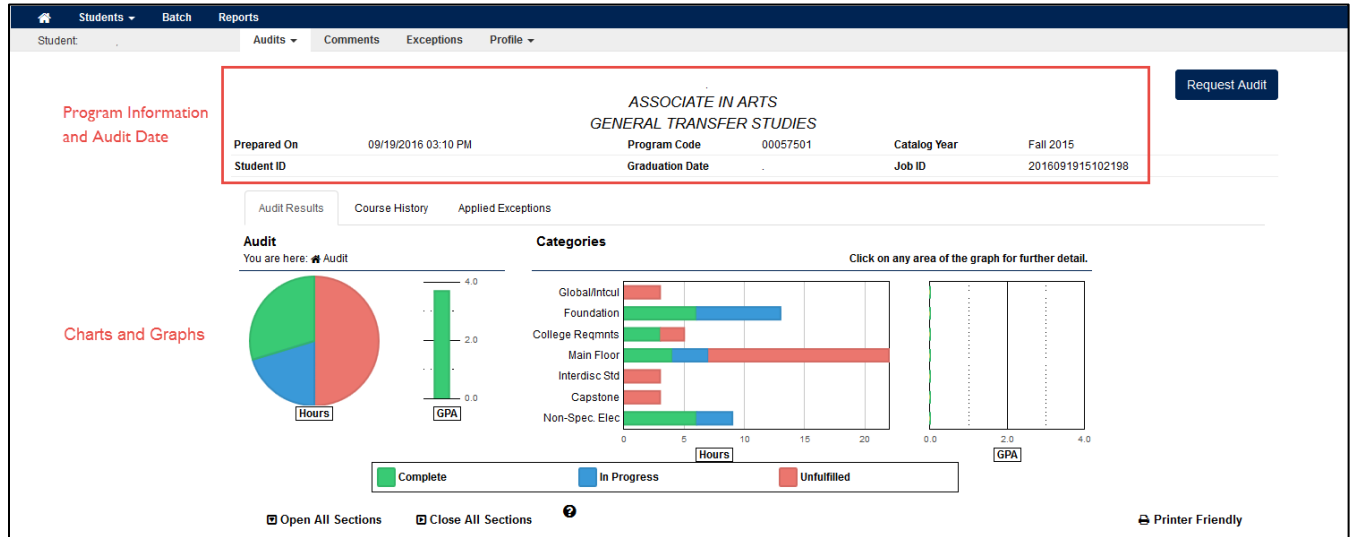 Students Batch Reports
Student: Audits Comments Exceptions Profile
Request Audit
Program Information
and Audit Date
ASSOCIATE IN ARTS
GENERAL TRANSFER STUDIES
Prepared On 09/19/2016 03:10 PM Program Code 00057501 Catalog Year Fall 2015
Student ID Graduation Date Job ID 2016091915102198
Audit Results Course History Applied Exceptions
Audit Categories
You are here: Audit Click on any area of the graph for further detail.
Charts and Graphs
4.0
2.0
0.0
Hours GPA
Global/Intcul
Foundation
College Reqmnts
Main Floor
Interdisc Std
Capstone
Non-Spec. Elec
0 5 10 15 20 0.0 2.0 4.0
Hours GPA
Complete In Progress Unfulfilled
Open All Sections Close All Sections ? Printer Friendly